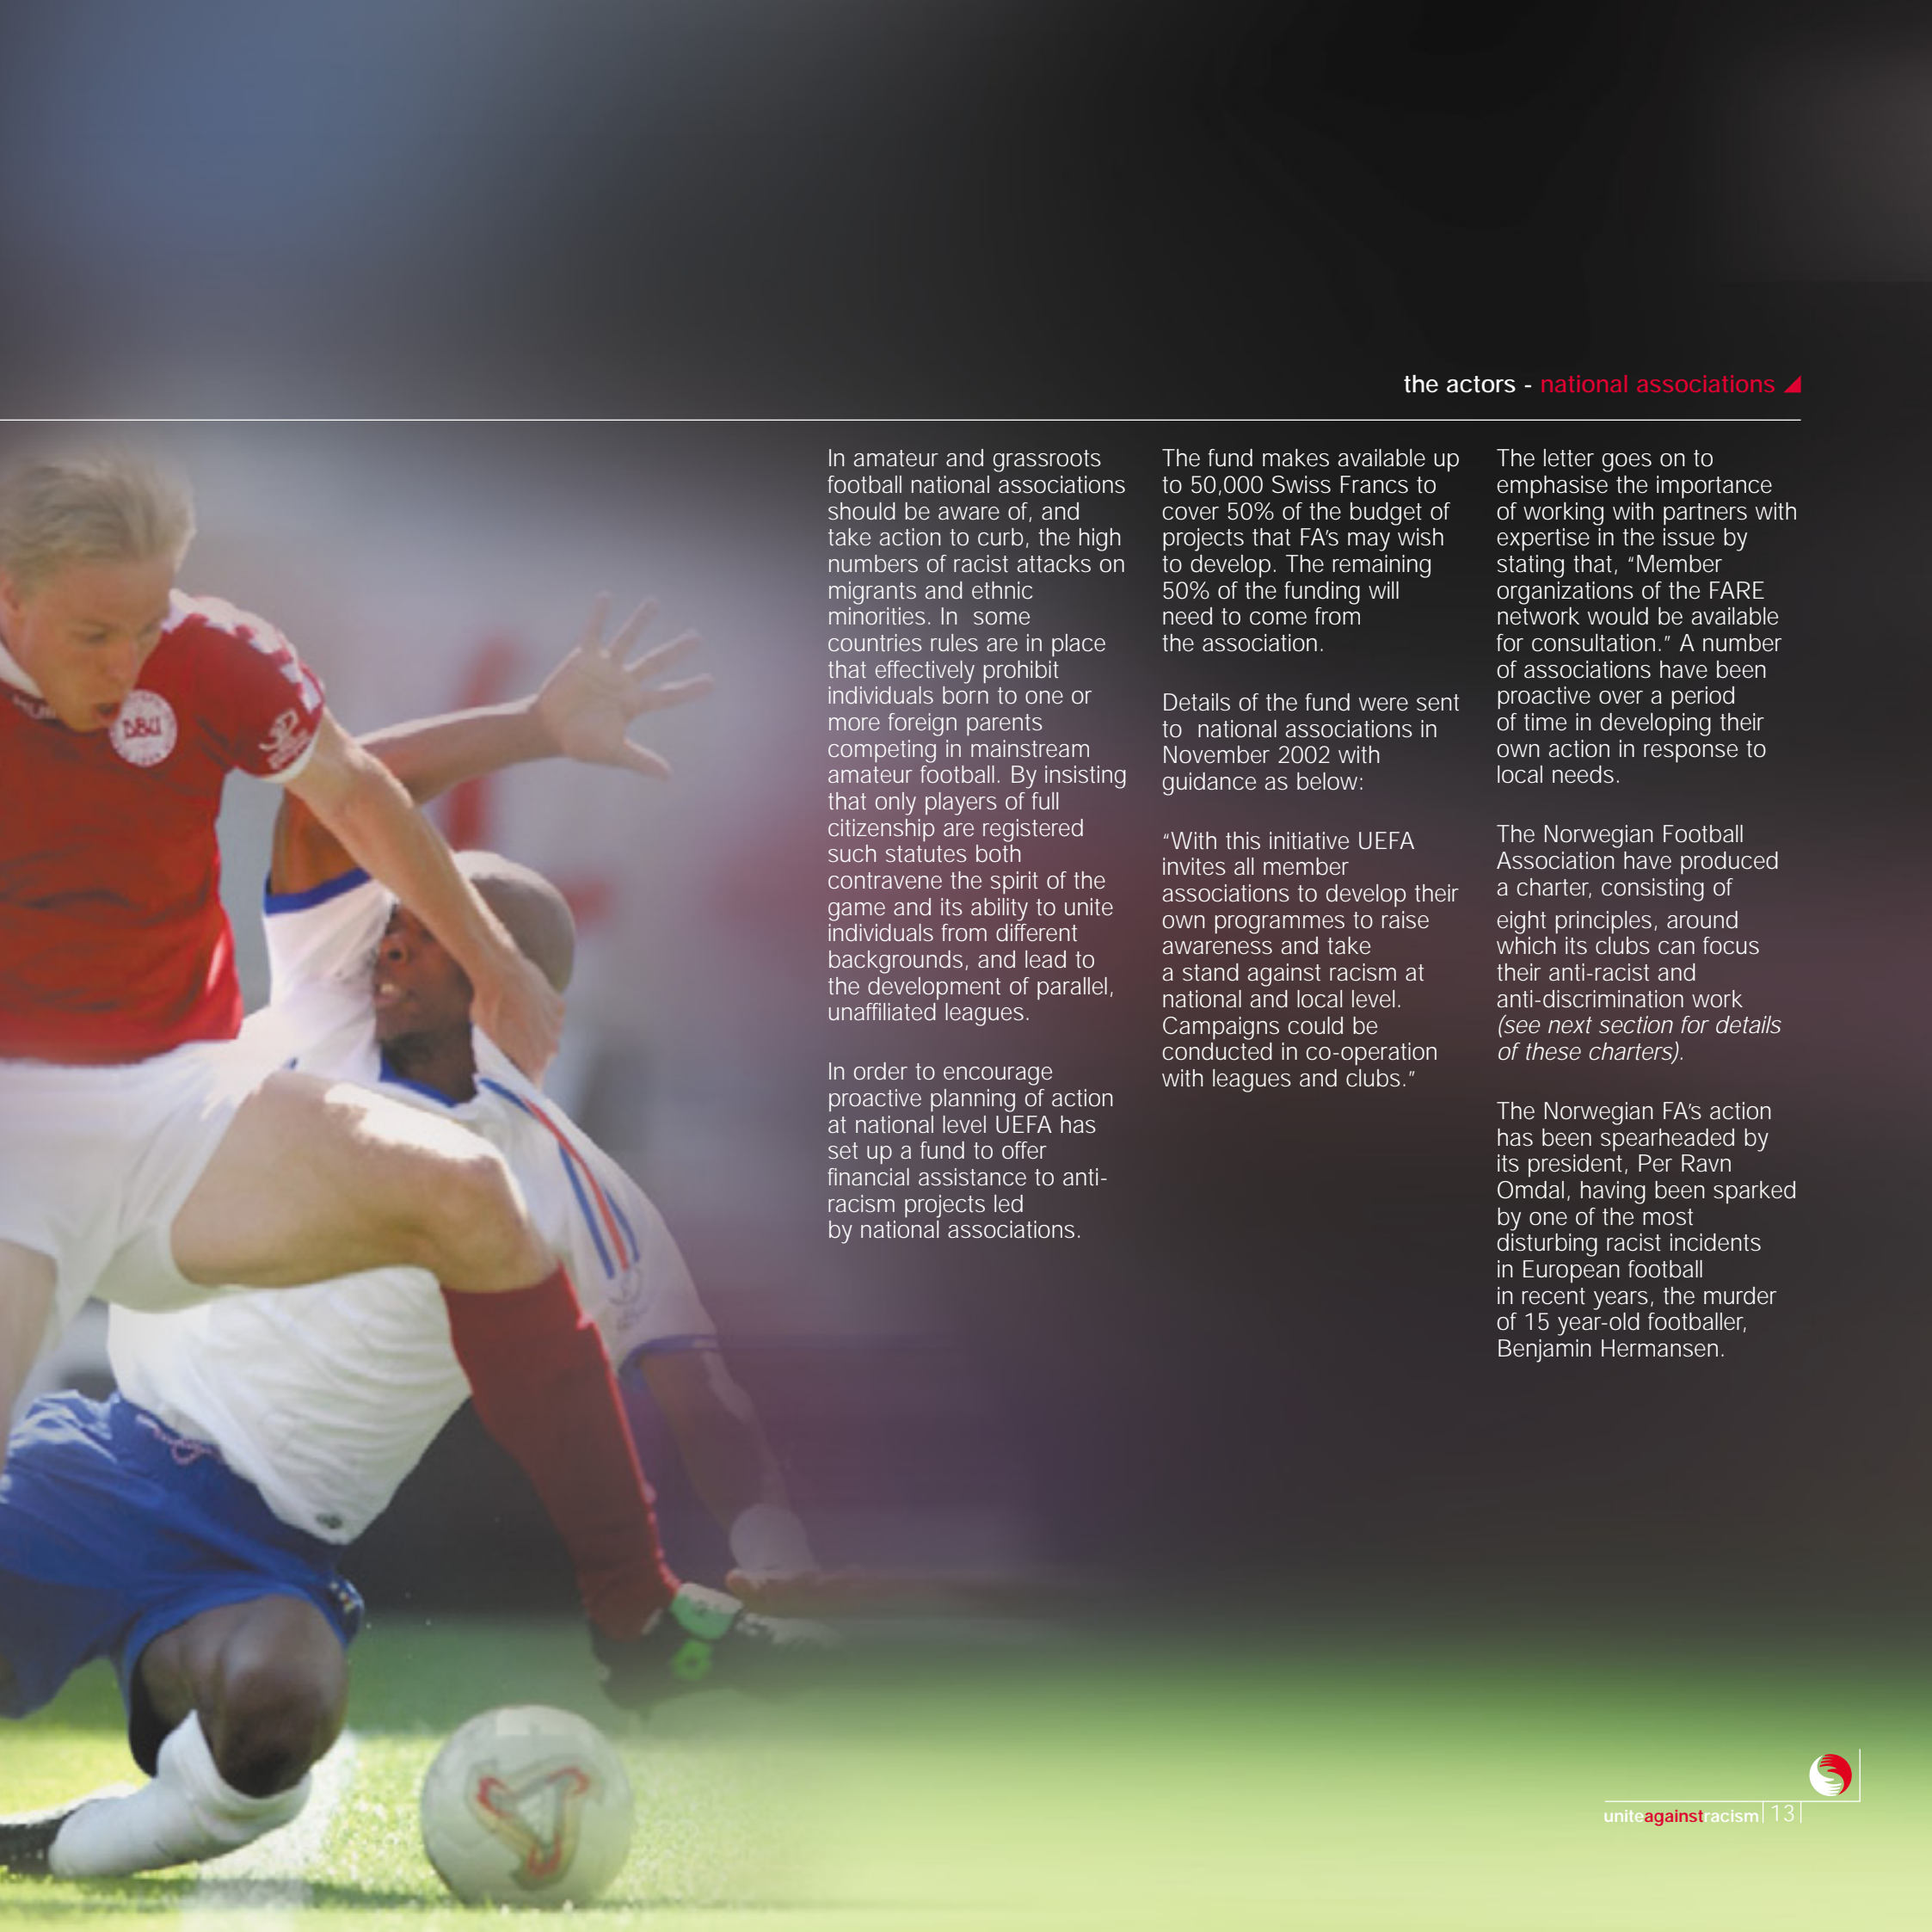 the actors - national associations
In amateur and grassroots
football national associations
should be aware of, and
take action to curb, the high
numbers of racist attacks on
migrants and ethnic
minorities. In  some
countries rules are in place
that effectively prohibit
individuals born to one or
more foreign parents
competing in mainstream
amateur football. By insisting
that only players of full
citizenship are registered
such statutes both
contravene the spirit of the
game and its ability to unite
individuals from different
backgrounds, and lead to
the development of parallel,
unaffiliated leagues.
In order to encourage
proactive planning of action
at national level UEFA has
set up a fund to offer
financial assistance to anti-
racism projects led
by national associations.
The fund makes available up
to 50,000 Swiss Francs to
cover 50% of the budget of
projects that FA's may wish
to develop. The remaining
50% of the funding will
need to come from
the association.
Details of the fund were sent
to  national associations in
November 2002 with
guidance as below:
“With this initiative UEFA
invites all member
associations to develop their
own programmes to raise
awareness and take
a stand against racism at
national and local level.
Campaigns could be
conducted in co-operation
with leagues and clubs.”
The letter goes on to
emphasise the importance
of working with partners with
expertise in the issue by
stating that, “Member
organizations of the FARE
network would be available
for consultation.” A number
of associations have been
proactive over a period
of time in developing their
own action in response to
local needs.
The Norwegian Football
Association have produced
a charter, consisting of
eight principles, around
which its clubs can focus
their anti-racist and
anti-discrimination work
(see next section for details
of these charters).
The Norwegian FA's action
has been spearheaded by
its president, Per Ravn
Omdal, having been sparked
by one of the most
disturbing racist incidents
in European football
in recent years, the murder
of 15 year-old footballer,
Benjamin Hermansen.
DBU
uniteagainstracism 13